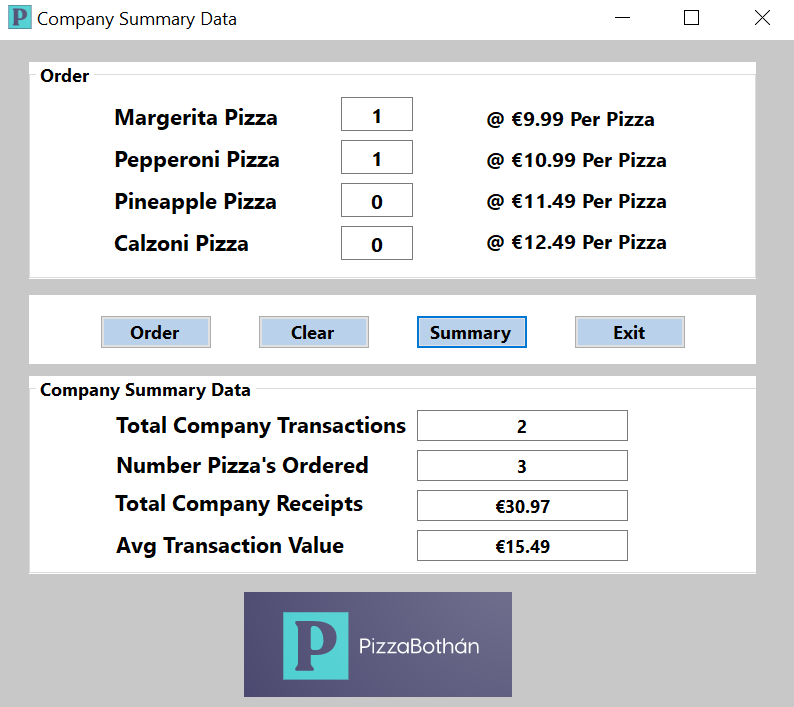 P Company Summary Data
Order
Margerita Pizza 1 @ €9.99 Per Pizza
Pepperoni Pizza 1 @ €10.99 Per Pizza
Pineapple Pizza 0 @ €11.49 Per Pizza
Calzoni Pizza 0 @ €12.49 Per Pizza
Order Clear Summary Exit
Company Summary Data
Total Company Transactions 2
Number Pizza's Ordered 3
Total Company Receipts €30.97
Avg Transaction Value €15.49
P PizzaBothán